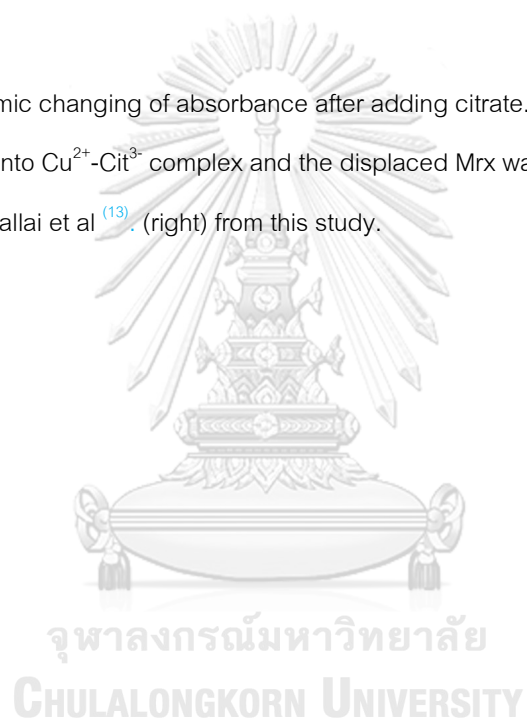 mic changing of absorbance after adding citrate.
nto Cu²⁺-Cit³⁻ complex and the displaced Mrx wa
allai et al ⁽¹³⁾. (right) from this study.
จุฬาลงกรณ์มหาวิทยาลัย
CHULALONGKORN UNIVERSITY